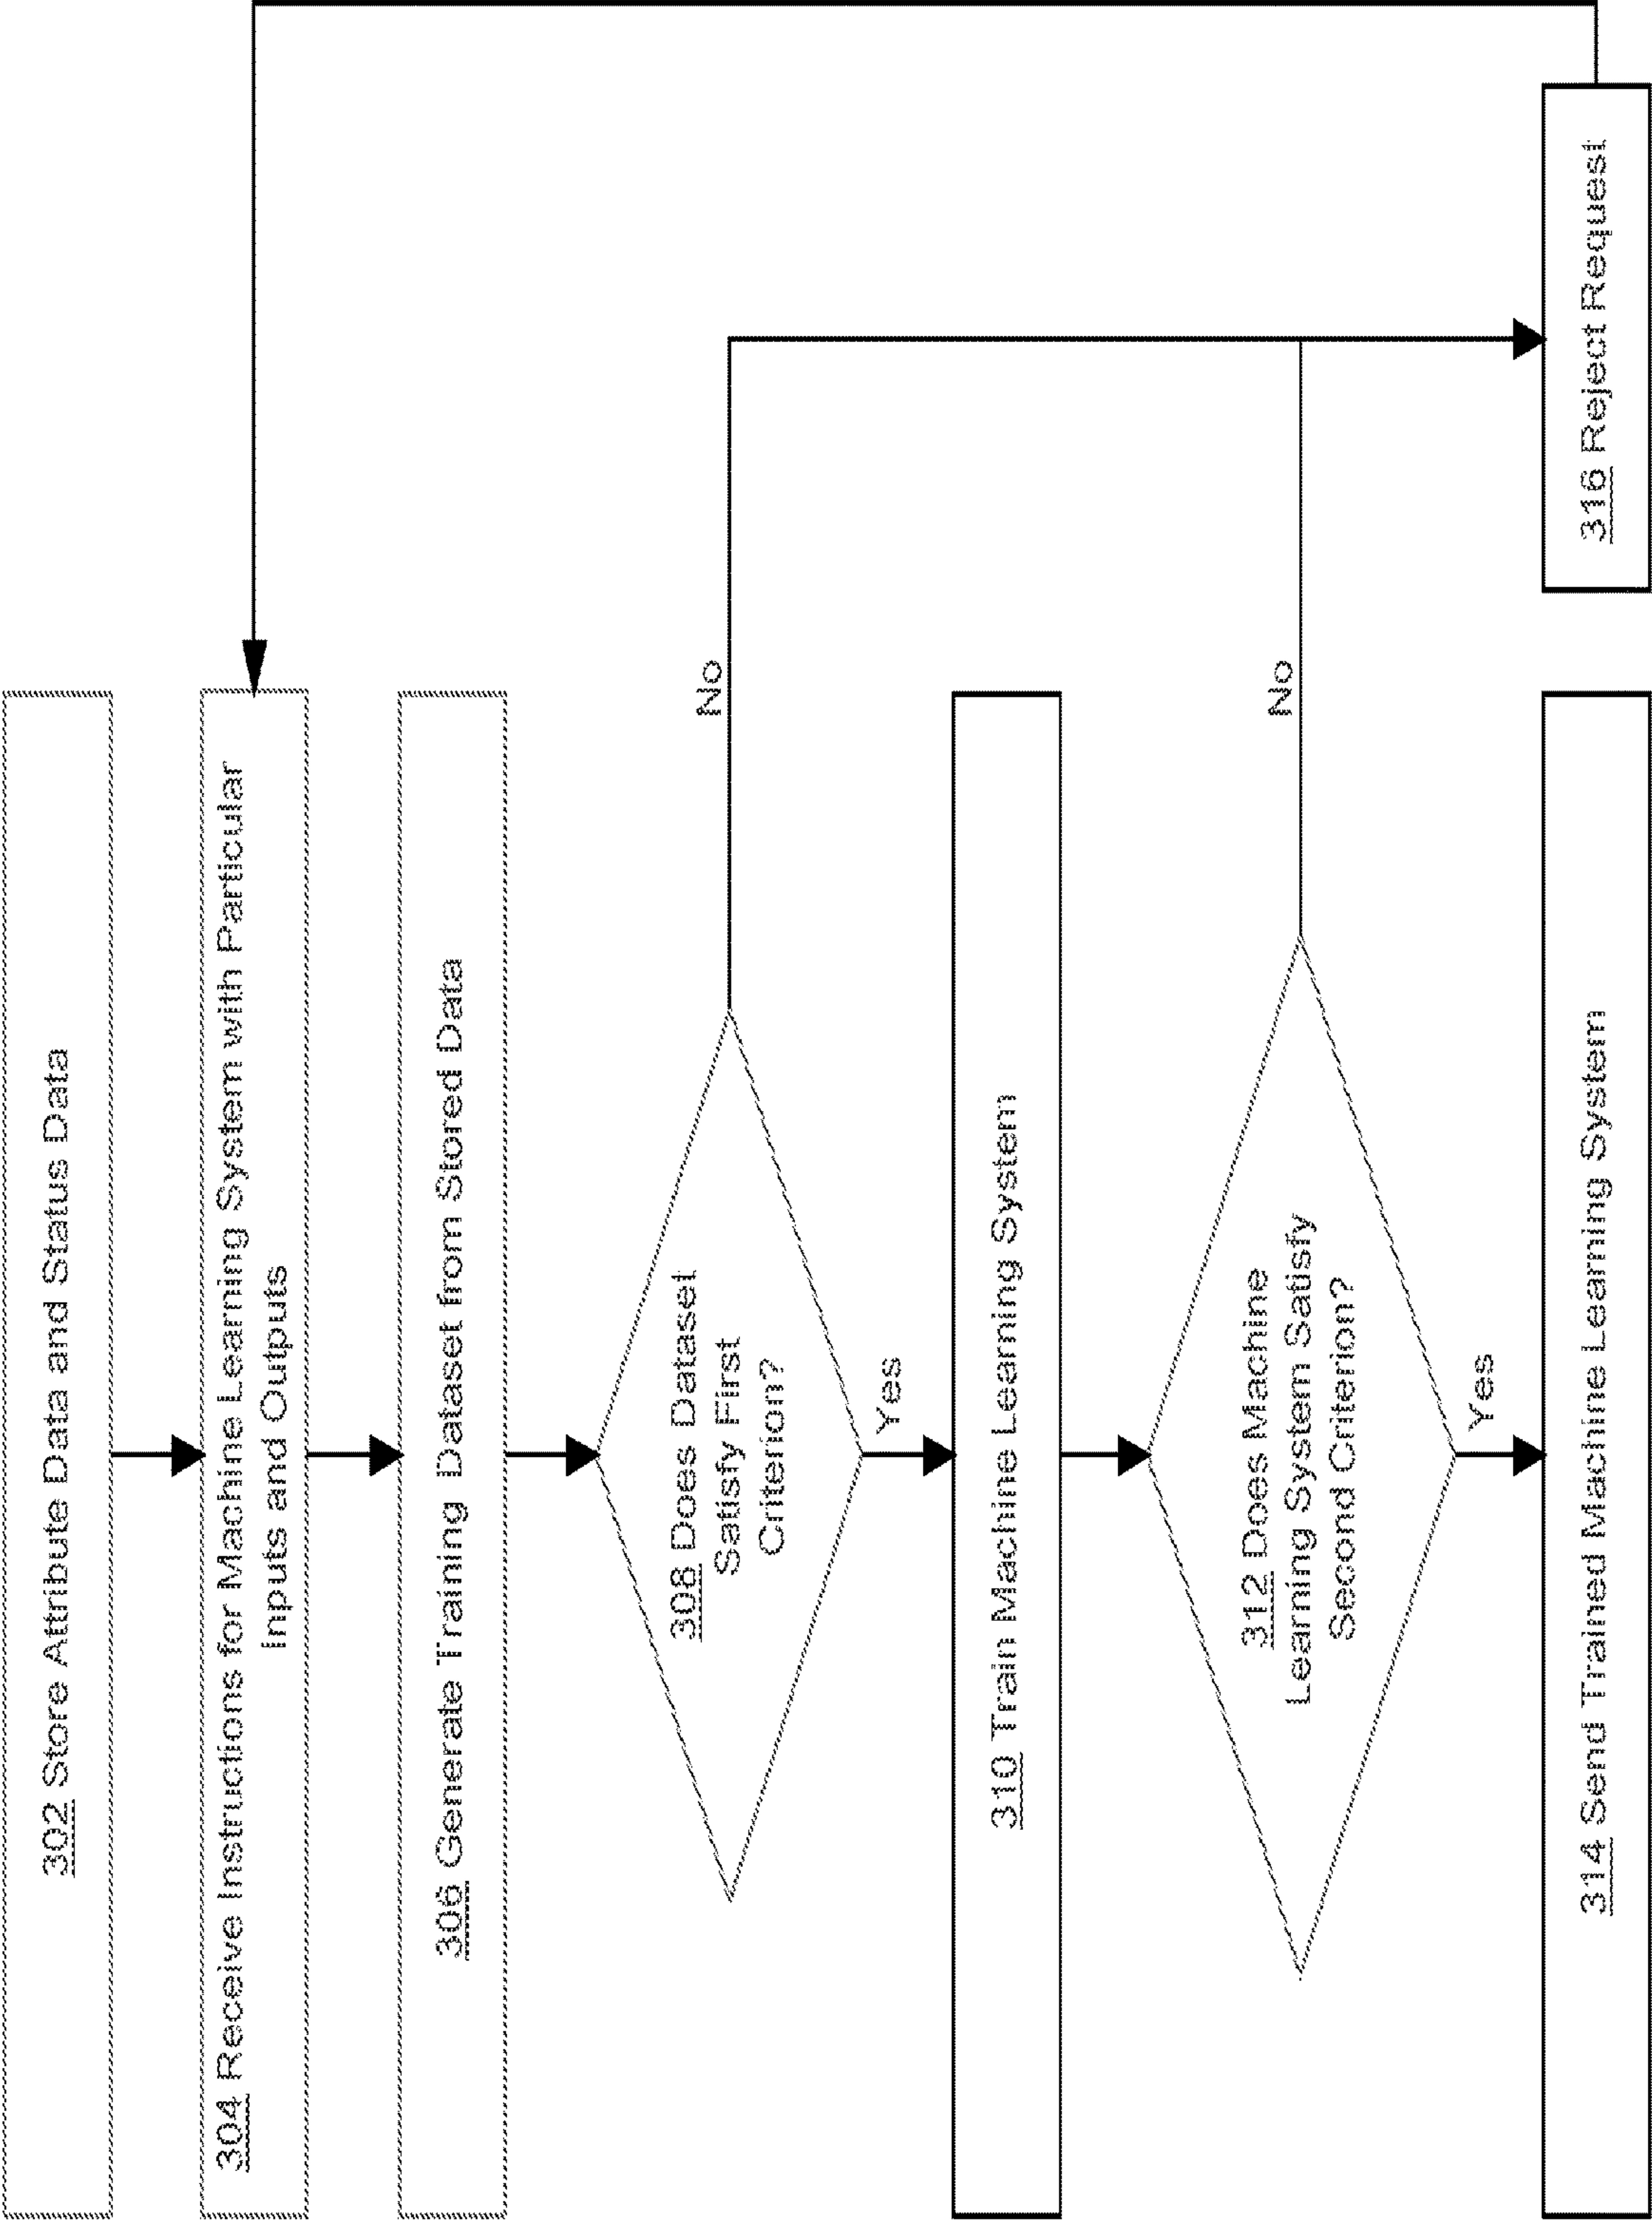 302 Store Attribute Data and Status Data
304 Receive Instructions for Machine Learning System with Particular
Inputs and Outputs
306 Generate Training Dataset from Stored Data
308 Does Dataset
Satisfy First
Criterion?
No
Yes
310 Train Machine Learning System
312 Does Machine
Learning System Satisfy
Second Criterion?
No
Yes
314 Send Trained Machine Learning System
316 Reject Request